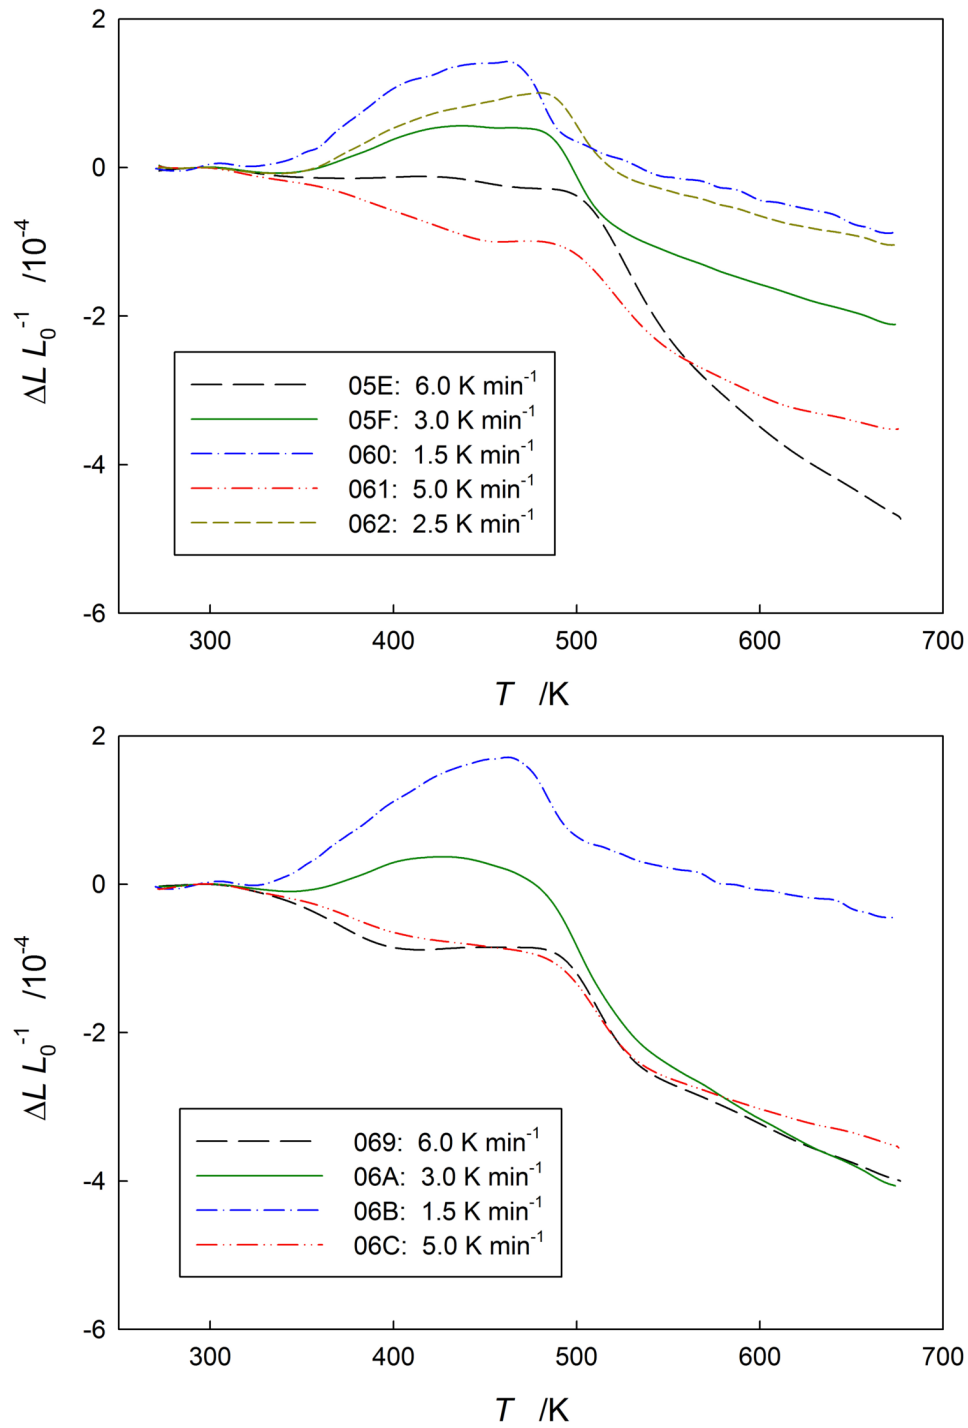 2
0
-2
-4
-6
ΔL L₀⁻¹ /10⁻⁴
05E: 6.0 K min⁻¹
05F: 3.0 K min⁻¹
060: 1.5 K min⁻¹
061: 5.0 K min⁻¹
062: 2.5 K min⁻¹
300 400 500 600 700
T /K
2
0
-2
-4
-6
ΔL L₀⁻¹ /10⁻⁴
069: 6.0 K min⁻¹
06A: 3.0 K min⁻¹
06B: 1.5 K min⁻¹
06C: 5.0 K min⁻¹
300 400 500 600 700
T /K